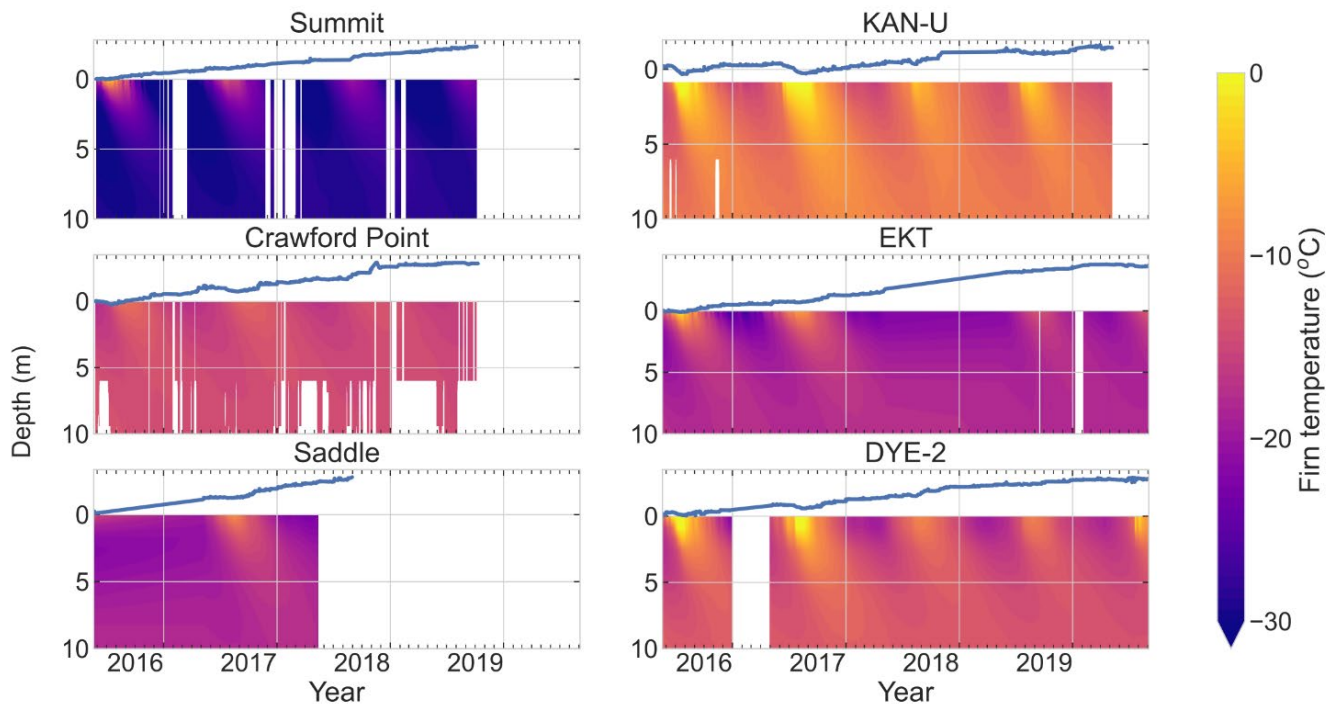 Summit
0
5
10
KAN-U
0
5
10
Crawford Point
0
5
10
EKT
0
5
10
Saddle
0
5
10
2016 2017 2018 2019
Year
DYE-2
0
5
10
2016 2017 2018 2019
Year
Depth (m)
0
−10
−20
−30
Firn temperature (°C)